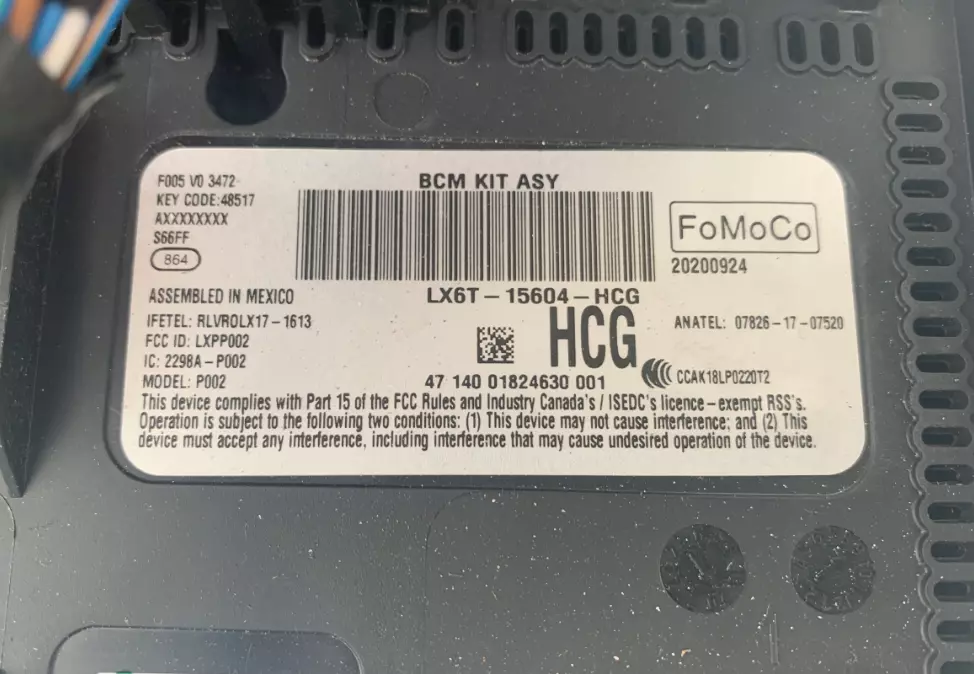 F005 V0 3472
KEY CODE:48517
AXXXXXXXX
S66FF
864
BCM KIT ASY
FoMoCo
20200924
ASSEMBLED IN MEXICO
LX6T-15604-HCG
IFETEL: RLVROLX17-1613
HCG
ANATEL: 07826-17-07520
FCC ID: LXPP002
IC: 2298A-P002
MODEL: P002
47 140 01824630 001
CCAK18LP0220T2
This device complies with Part 15 of the FCC Rules and Industry Canada's / ISEDC's licence-exempt RSS's.
Operation is subject to the following two conditions: (1) This device may not cause interference; and (2) This
device must accept any interference, including interference that may cause undesired operation of the device.